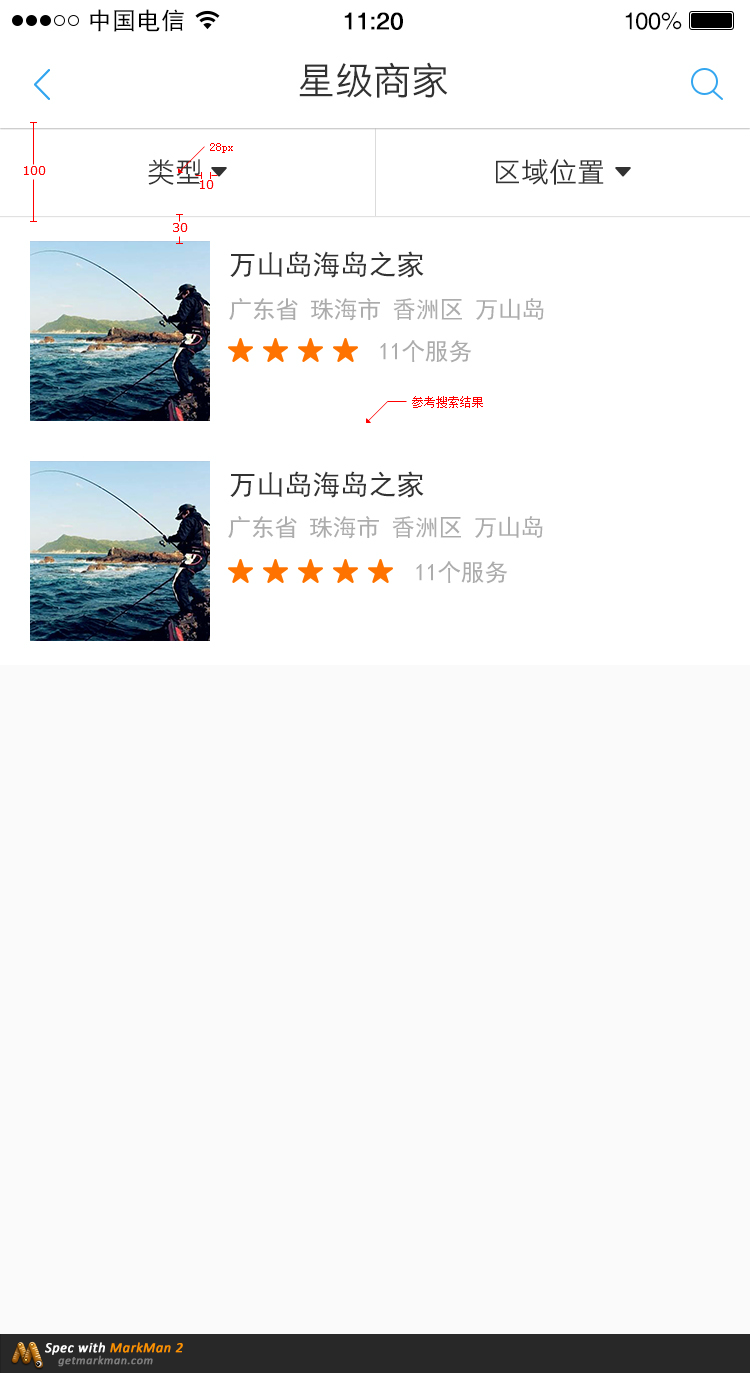 中国电信 11:20 100%
星级商家
类型 区域位置
28px
10
100
30
万山岛海岛之家
广东省 珠海市 香洲区 万山岛
11个服务
参考搜索结果
万山岛海岛之家
广东省 珠海市 香洲区 万山岛
11个服务
Spec with MarkMan 2
getmarkman.com